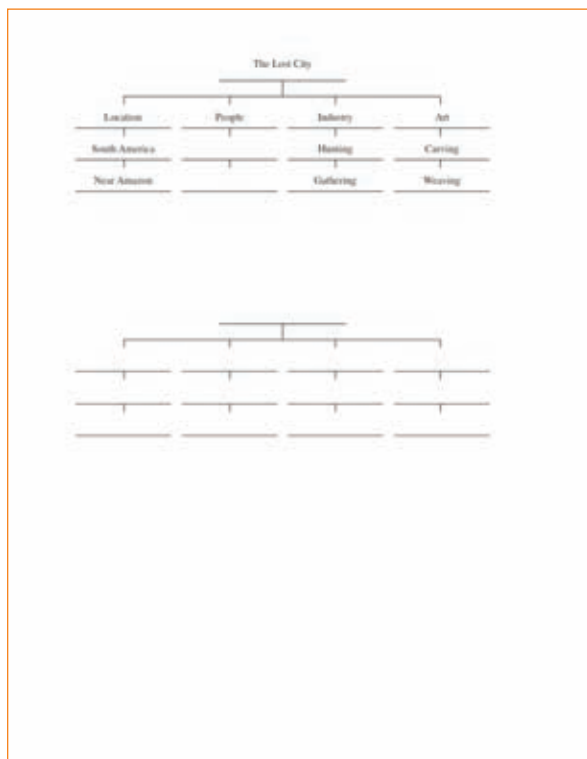 The Lost City
Location People Industry Art
South America Hunting Carving
Near Amazon Gathering Weaving